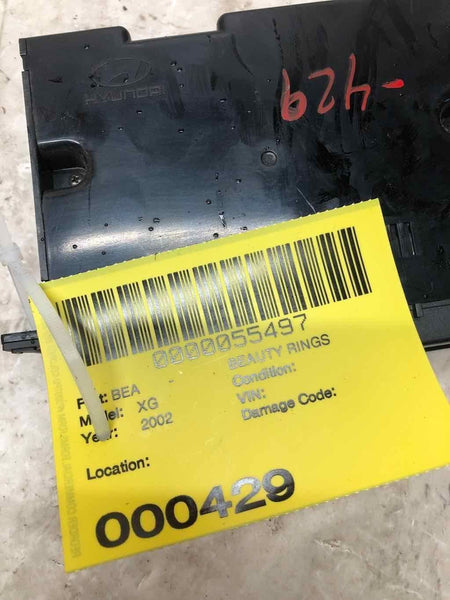 HYUNDAI
-429
0000055497
Part: BEA
BEAUTY RINGS
Model: XG
Condition:
Year: 2002
VIN:
Damage Code:
Location:
000429